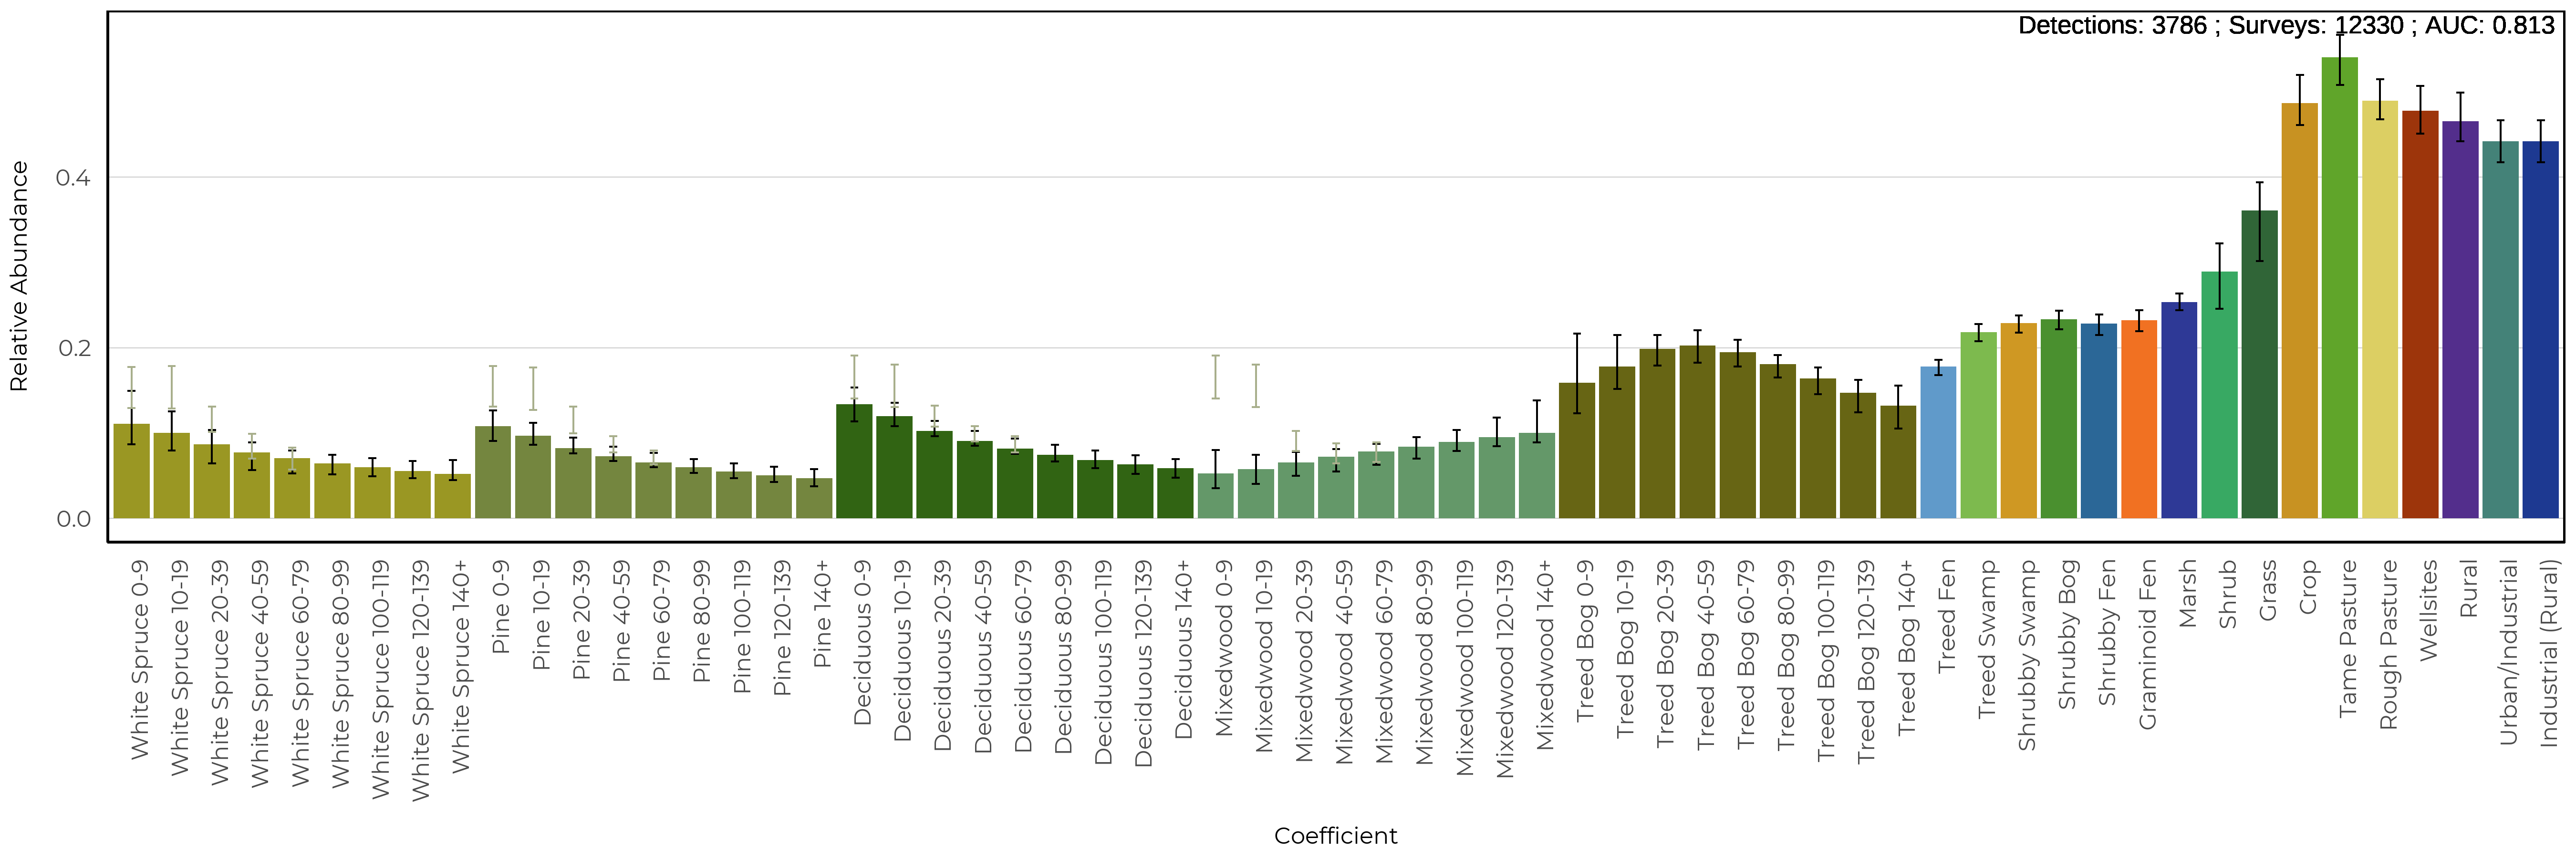 Detections: 3786 ; Surveys: 12330 ; AUC: 0.813
Relative Abundance
0.4
0.2
0.0
White Spruce 0-9
White Spruce 10-19
White Spruce 20-39
White Spruce 40-59
White Spruce 60-79
White Spruce 80-99
White Spruce 100-119
White Spruce 120-139
White Spruce 140+
Pine 0-9
Pine 10-19
Pine 20-39
Pine 40-59
Pine 60-79
Pine 80-99
Pine 100-119
Pine 120-139
Pine 140+
Deciduous 0-9
Deciduous 10-19
Deciduous 20-39
Deciduous 40-59
Deciduous 60-79
Deciduous 80-99
Deciduous 100-119
Deciduous 120-139
Deciduous 140+
Mixedwood 0-9
Mixedwood 10-19
Mixedwood 20-39
Mixedwood 40-59
Mixedwood 60-79
Mixedwood 80-99
Mixedwood 100-119
Mixedwood 120-139
Mixedwood 140+
Treed Bog 0-9
Treed Bog 10-19
Treed Bog 20-39
Treed Bog 40-59
Treed Bog 60-79
Treed Bog 80-99
Treed Bog 100-119
Treed Bog 120-139
Treed Bog 140+
Treed Fen
Treed Swamp
Shrubby Swamp
Shrubby Bog
Shrubby Fen
Graminoid Fen
Marsh
Shrub
Grass
Crop
Tame Pasture
Rough Pasture
Wellsites
Rural
Urban/Industrial
Industrial (Rural)
Coefficient